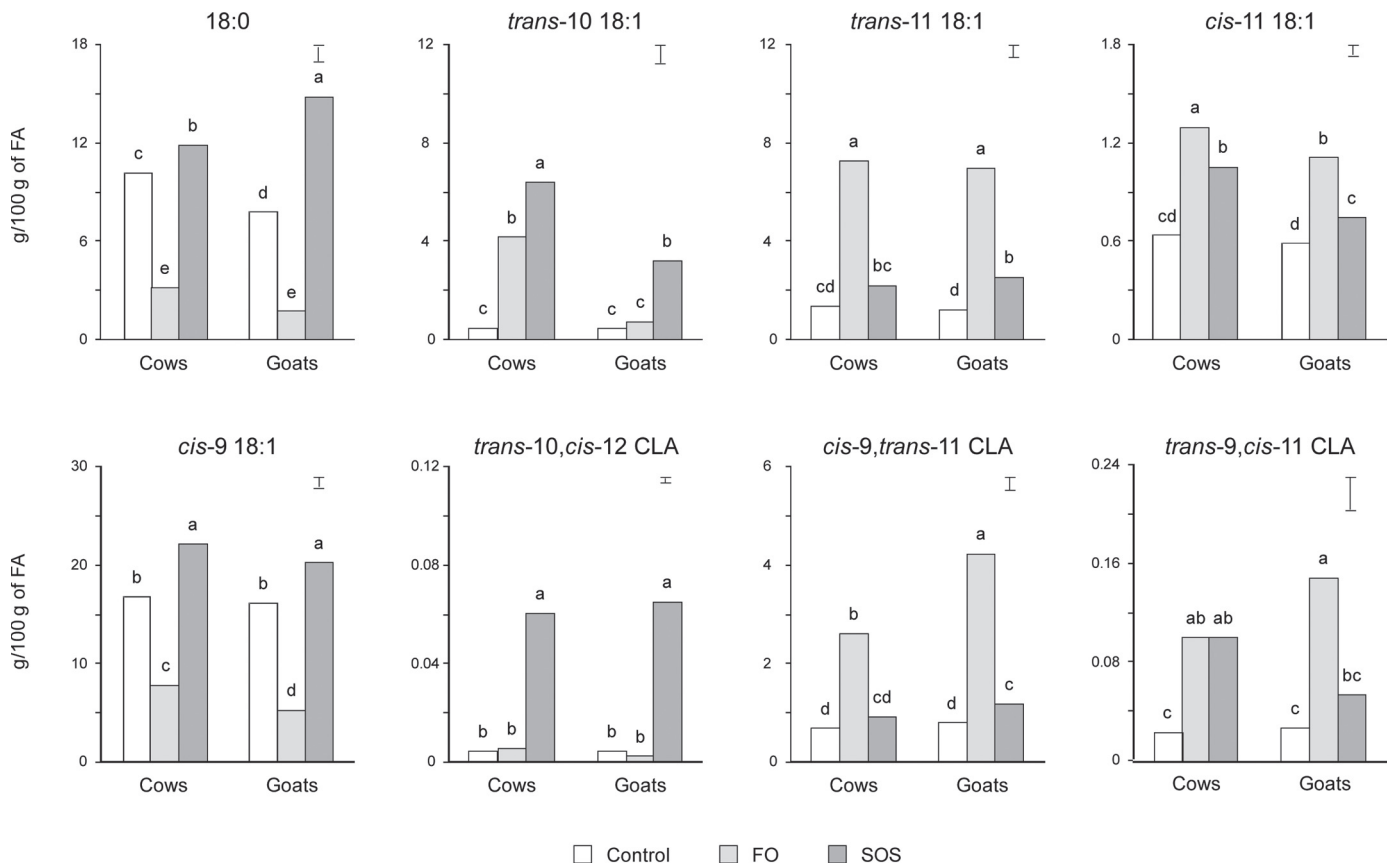 18:0
trans-10 18:1
trans-11 18:1
cis-11 18:1
g/100 g of FA
18
12
6
0
c
e
b
d
e
a
Cows
Goats
12
8
4
0
c
b
a
c
c
b
Cows
Goats
12
8
4
0
cd
a
bc
d
a
b
Cows
Goats
1.8
1.2
0.6
0
cd
a
b
d
b
c
Cows
Goats
cis-9 18:1
trans-10,cis-12 CLA
cis-9,trans-11 CLA
trans-9,cis-11 CLA
g/100 g of FA
30
20
10
0
b
c
a
b
d
a
Cows
Goats
0.12
0.08
0.04
0
b
b
a
b
b
a
Cows
Goats
6
4
2
0
d
b
cd
d
a
c
Cows
Goats
0.24
0.16
0.08
0
c
ab
ab
c
a
bc
Cows
Goats
Control
FO
SOS